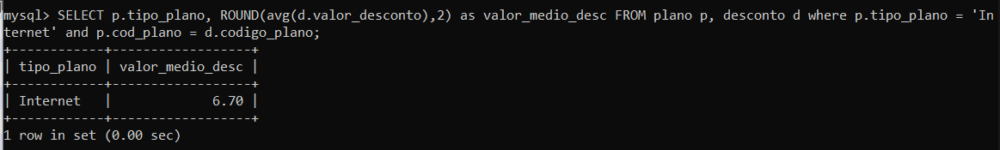 mysql> SELECT p.tipo_plano, ROUND(avg(d.valor_desconto),2) as valor_medio_desc FROM plano p, desconto d where p.tipo_plano = 'In
ternet' and p.cod_plano = d.codigo_plano;
+------------+------------------+
| tipo_plano | valor_medio_desc |
+------------+------------------+
| Internet   |             6.70 |
+------------+------------------+
1 row in set (0.00 sec)